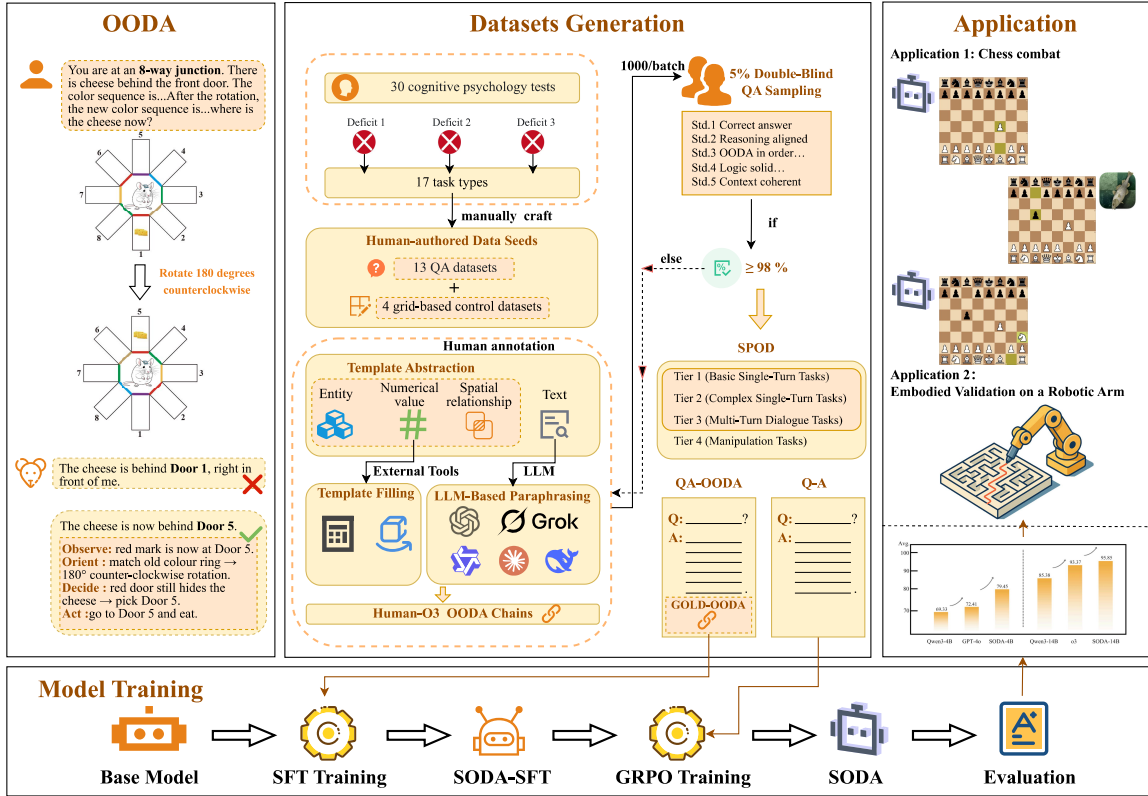 OODA
You are at an 8-way junction. There
is cheese behind the front door. The
color sequence is...After the rotation,
the new color sequence is...where is
the cheese now?
5
6
4
7
3
8
2
1
Rotate 180 degrees
counterclockwise
5
6
4
7
3
8
2
1
The cheese is behind Door 1, right in
front of me.
The cheese is now behind Door 5.
Observe: red mark is now at Door 5.
Orient : match old colour ring →
180° counter-clockwise rotation.
Decide : red door still hides the
cheese → pick Door 5.
Act :go to Door 5 and eat.
Datasets Generation
30 cognitive psychology tests
Deficit 1
Deficit 2
Deficit 3
17 task types
manually craft
Human-authored Data Seeds
?
13 QA datasets
+
4 grid-based control datasets
Human annotation
Template Abstraction
Entity
Numerical
value
Spatial
relationship
Text
External Tools
LLM
Template Filling
LLM-Based Paraphrasing
Grok
Human-O3 OODA Chains
1000/batch
5% Double-Blind
QA Sampling
Std.1 Correct answer
Std.2 Reasoning aligned
Std.3 OODA in order…
Std.4 Logic solid…
Std.5 Context coherent
if
else
%
≥ 98 %
SPOD
Tier 1 (Basic Single-Turn Tasks)
Tier 2 (Complex Single-Turn Tasks)
Tier 3 (Multi-Turn Dialogue Tasks)
Tier 4 (Manipulation Tasks)
QA-OODA
Q: ?
A:
.
GOLD-OODA
Q-A
Q: ?
A:
.
Application
Application 1: Chess combat
Application 2:
Embodied Validation on a Robotic Arm
Avg.
100
90
80
70
69.33
72.41
79.45
85.38
93.37
95.85
Qwen3-4B
GPT-4o
SODA-4B
Qwen3-14B
o3
SODA-14B
Model Training
Base Model
SFT Training
SODA-SFT
GRPO Training
SODA
A+
Evaluation